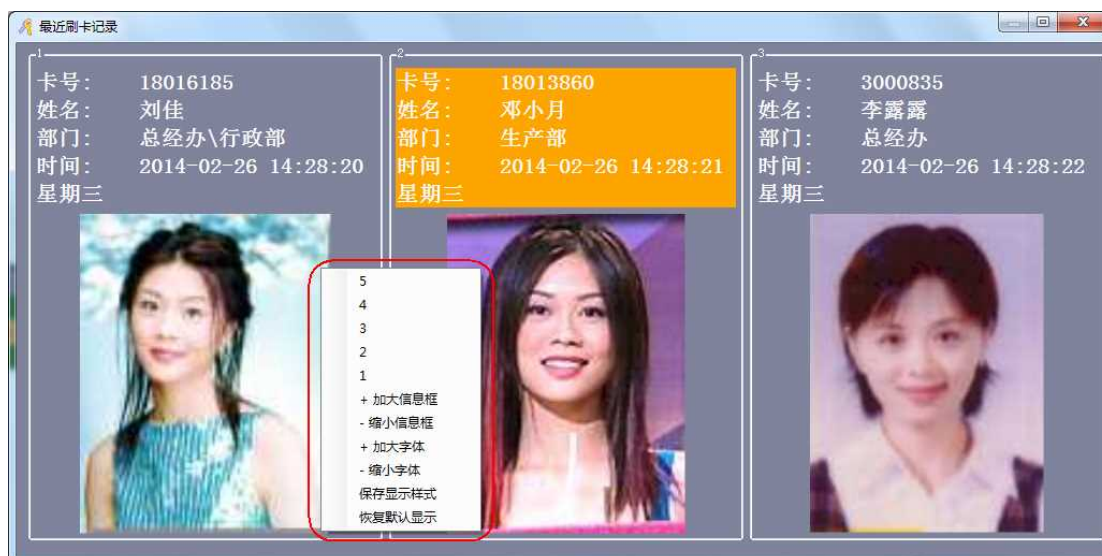 最近刷卡记录
1
卡号: 18016185
姓名: 刘佳
部门: 总经办\行政部
时间: 2014-02-26 14:28:20
星期三
2
卡号: 18013860
姓名: 邓小月
部门: 生产部
时间: 2014-02-26 14:28:21
星期三
3
卡号: 3000835
姓名: 李露露
部门: 总经办
时间: 2014-02-26 14:28:22
星期三
5
4
3
2
1
+ 加大信息框
- 缩小信息框
+ 加大字体
- 缩小字体
保存显示样式
恢复默认显示